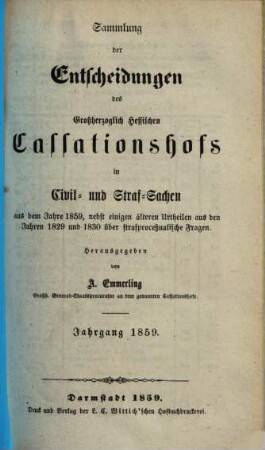 Sammlung
der
Entscheidungen
des
Großherzoglich Hessischen
Cassationshofs
in
Civil- und Straf-Sachen
aus dem Jahre 1859, nebst einigen älteren Urtheilen aus den
Jahren 1829 und 1830 über strafproceßualische Fragen.
Herausgegeben
von
A. Emmerling
Großh. General-Staatsprocurator an dem genannten Cassationshofe.
Jahrgang 1859.
Darmstadt 1859.
Druck und Verlag der L. C. Wittich'schen Hofbuchdruckerei.